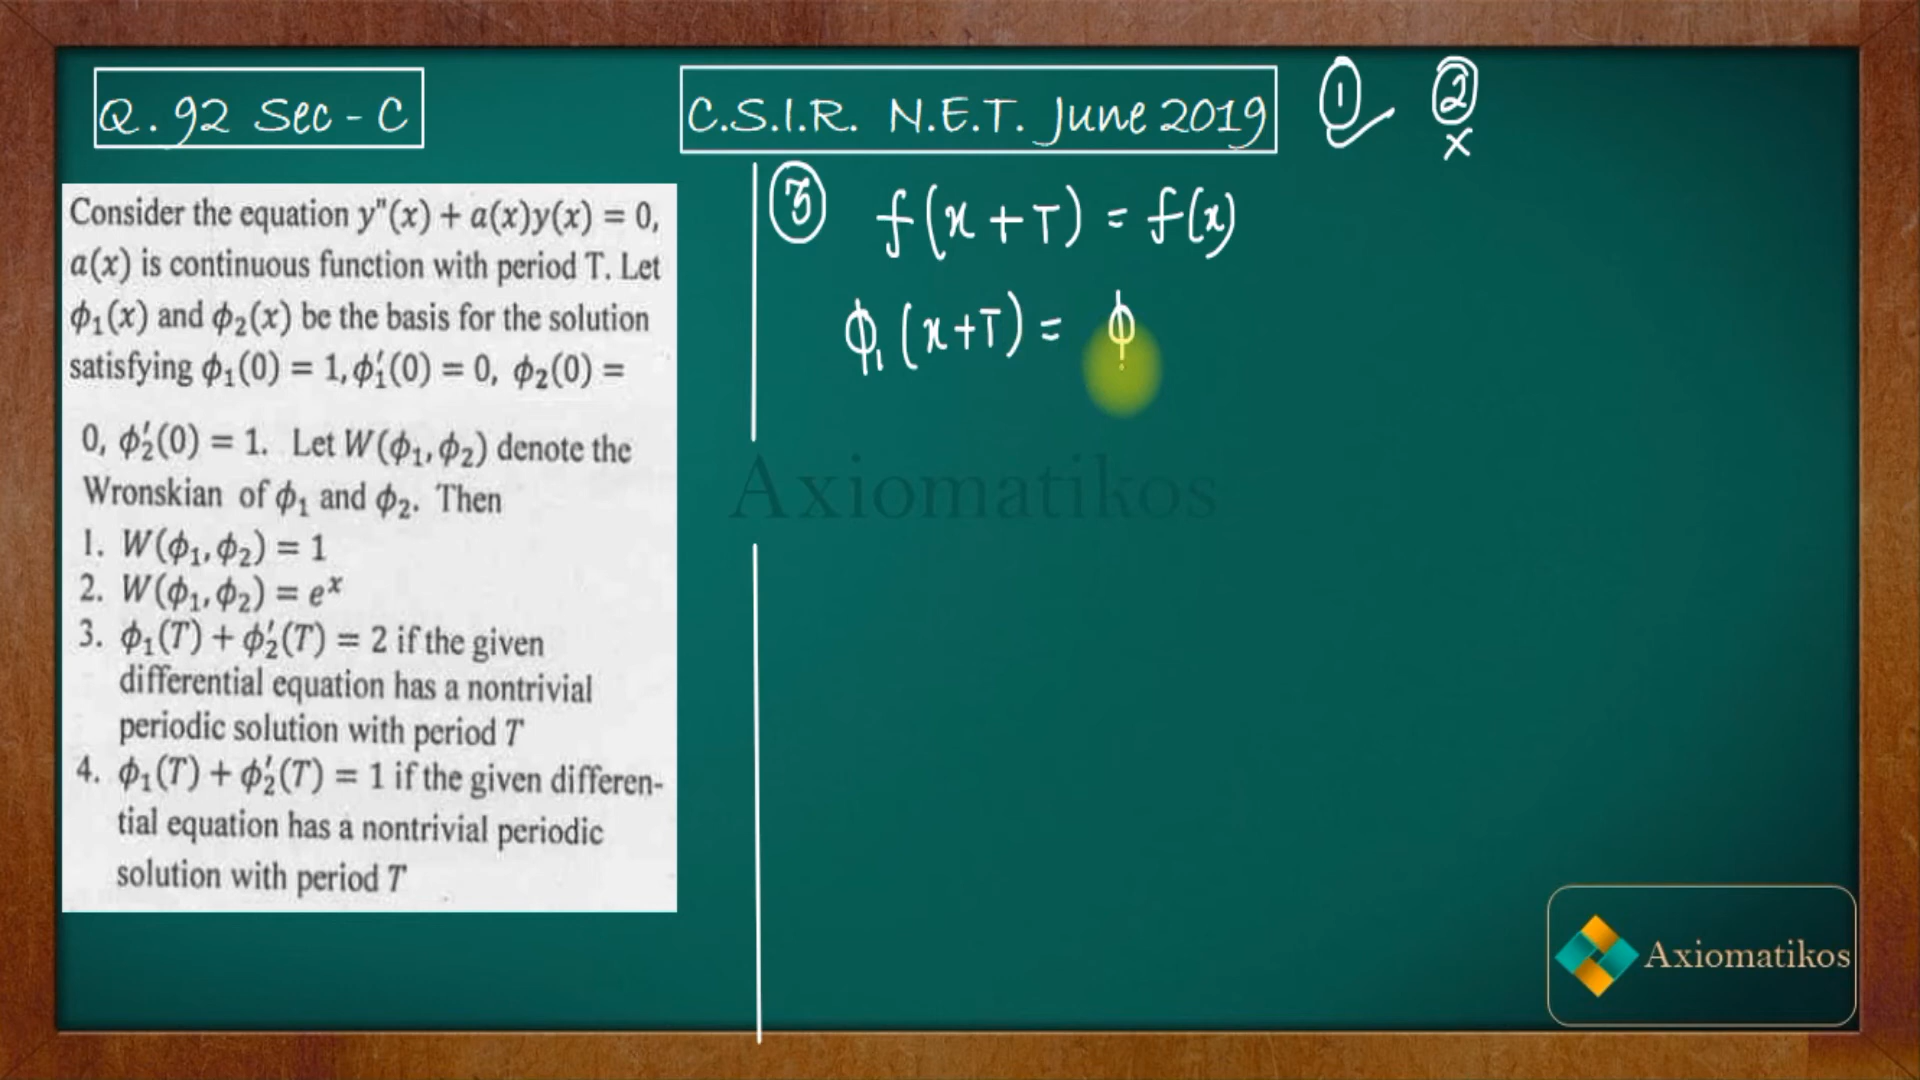 Q. 92 Sec - C
C.S.I.R. N.E.T. June 2019
① ②
x
Consider the equation y''(x) + a(x)y(x) = 0,
a(x) is continuous function with period T. Let
ϕ₁(x) and ϕ₂(x) be the basis for the solution
satisfying ϕ₁(0) = 1, ϕ₁′(0) = 0, ϕ₂(0) =
0, ϕ₂′(0) = 1. Let W(ϕ₁, ϕ₂) denote the
Wronskian of ϕ₁ and ϕ₂. Then
1. W(ϕ₁, ϕ₂) = 1
2. W(ϕ₁, ϕ₂) = eˣ
3. ϕ₁(T) + ϕ₂′(T) = 2 if the given
differential equation has a nontrivial
periodic solution with period T
4. ϕ₁(T) + ϕ₂′(T) = 1 if the given differen-
tial equation has a nontrivial periodic
solution with period T
③ f(x+T) = f(x)
ϕ₁(x+T) = ϕ
Axiomatikos
Axiomatikos